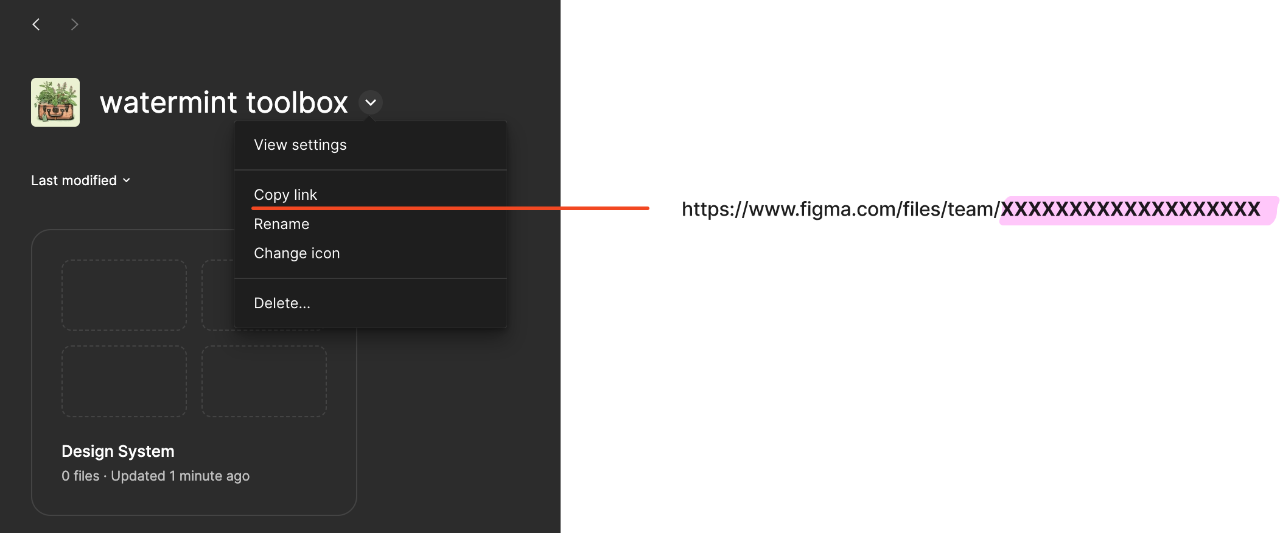 watermint toolbox
View settings
Last modified
Copy link
https://www.figma.com/files/team/XXXXXXXXXXXXXXXXXXX
Rename
Change icon
Delete...
Design System
0 files · Updated 1 minute ago